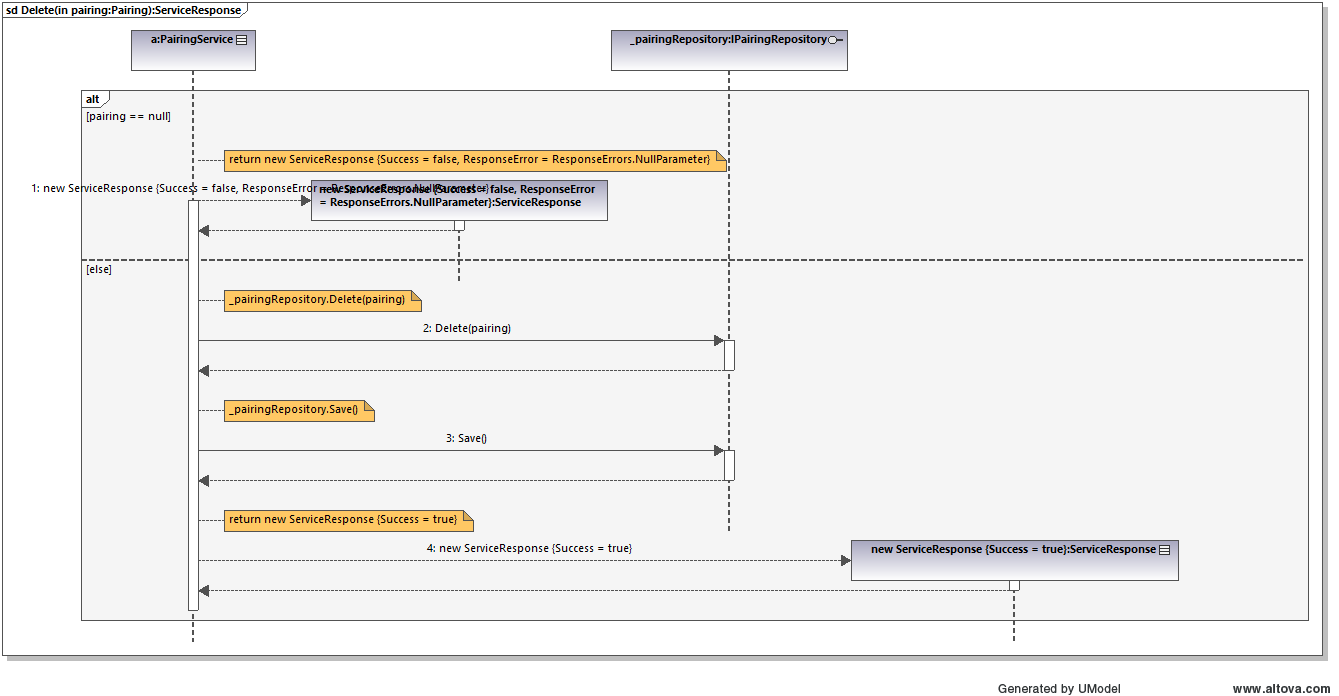 sd Delete(in pairing:Pairing):ServiceResponse
a:PairingService
_pairingRepository:IPairingRepository
alt
[pairing == null]
return new ServiceResponse {Success = false, ResponseError = ResponseErrors.NullParameter}
1: new ServiceResponse {Success = false, ResponseError = ResponseErrors.NullParameter}
new ServiceResponse {Success = false, ResponseError
= ResponseErrors.NullParameter}:ServiceResponse
[else]
_pairingRepository.Delete(pairing)
2: Delete(pairing)
_pairingRepository.Save()
3: Save()
return new ServiceResponse {Success = true}
4: new ServiceResponse {Success = true}
new ServiceResponse {Success = true}:ServiceResponse
Generated by UModel
www.altova.com